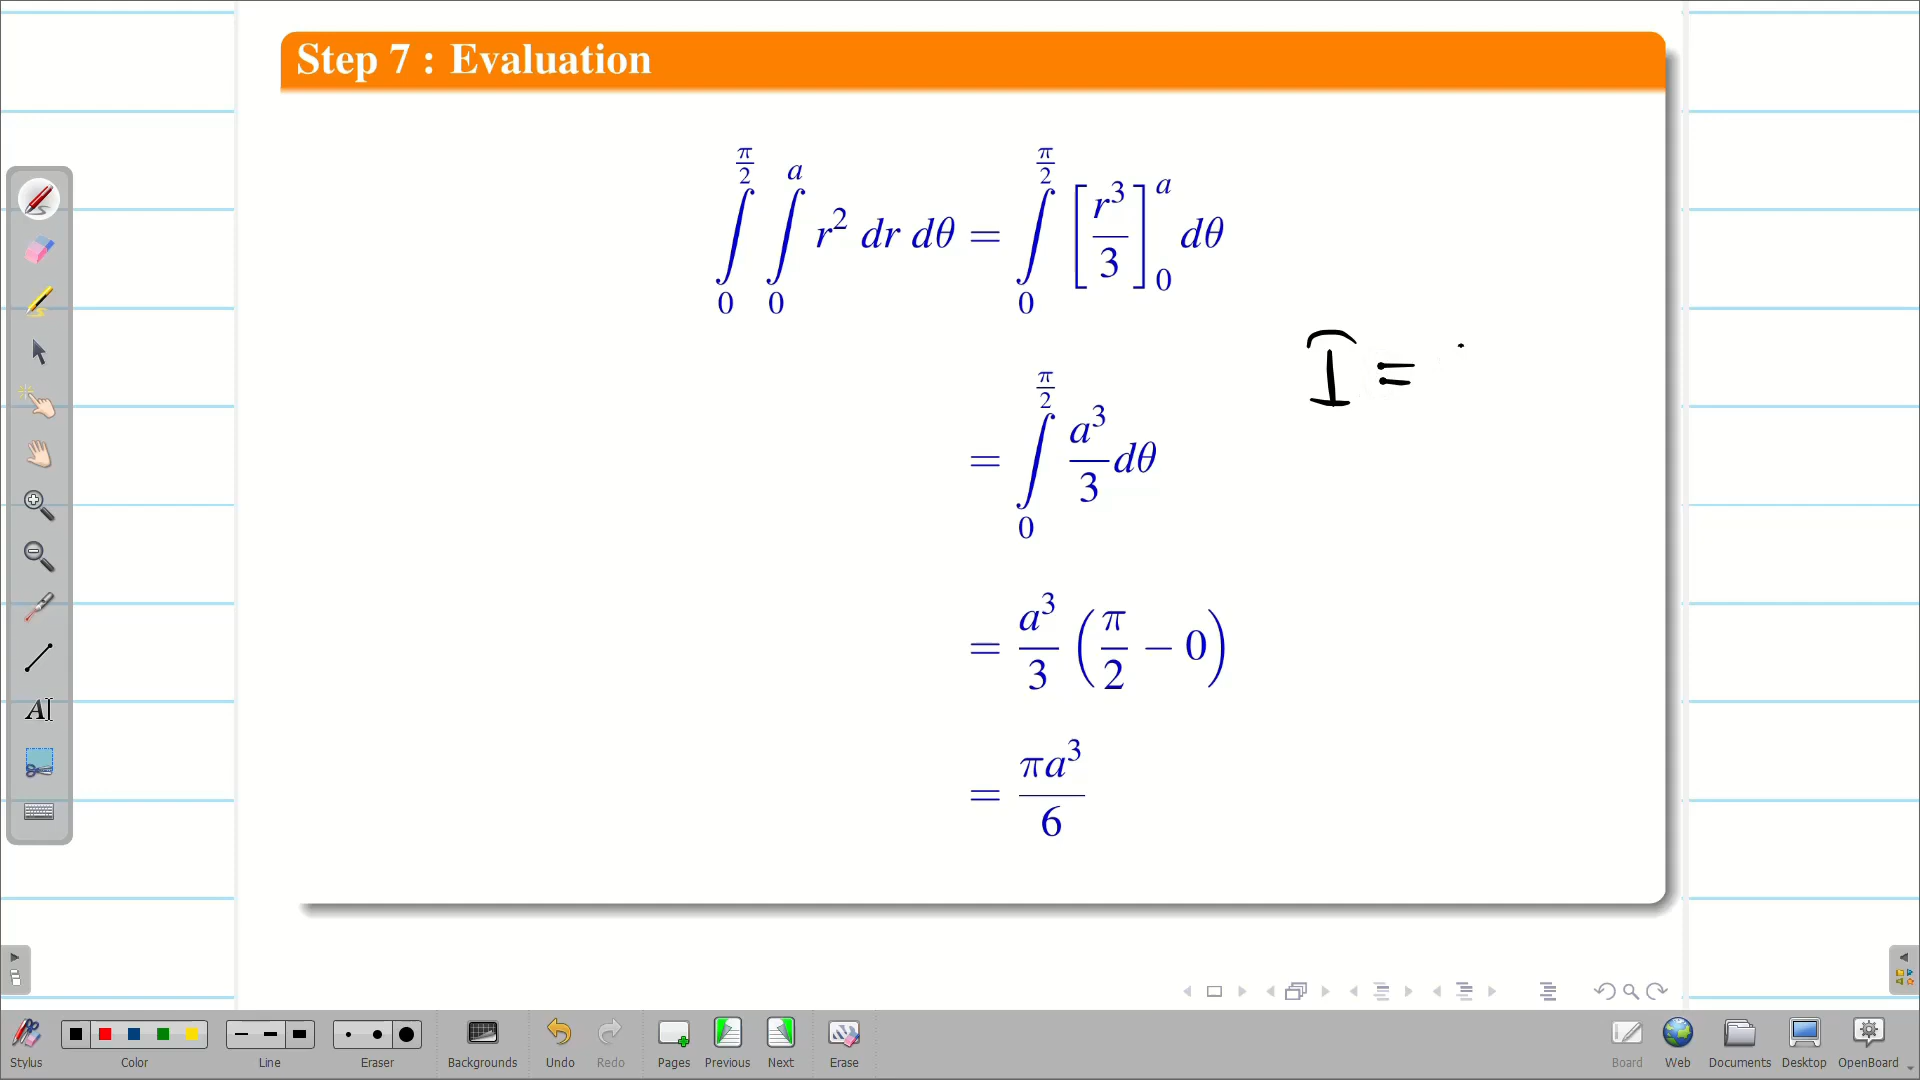 Step 7 : Evaluation
∫₀^{π/2} ∫₀^{a} r² dr dθ = ∫₀^{π/2} [r³/3]₀^{a} dθ
I =
= ∫₀^{π/2} a³/3 dθ
= a³/3 (π/2 − 0)
= πa³/6
Stylus Color Line Eraser Backgrounds Undo Redo Pages Previous Next Erase Board Web Documents Desktop OpenBoard